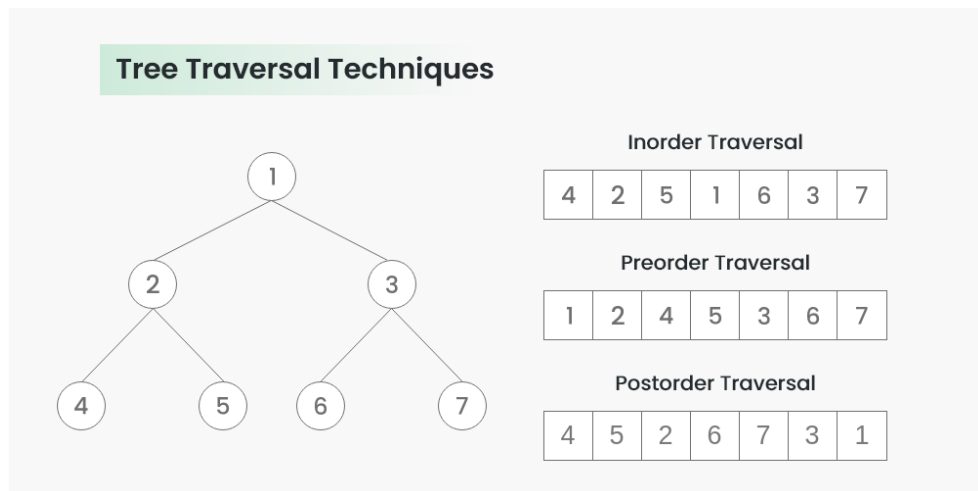 Tree Traversal Techniques
1
2 3
4 5 6 7
Inorder Traversal
4 2 5 1 6 3 7
Preorder Traversal
1 2 4 5 3 6 7
Postorder Traversal
4 5 2 6 7 3 1